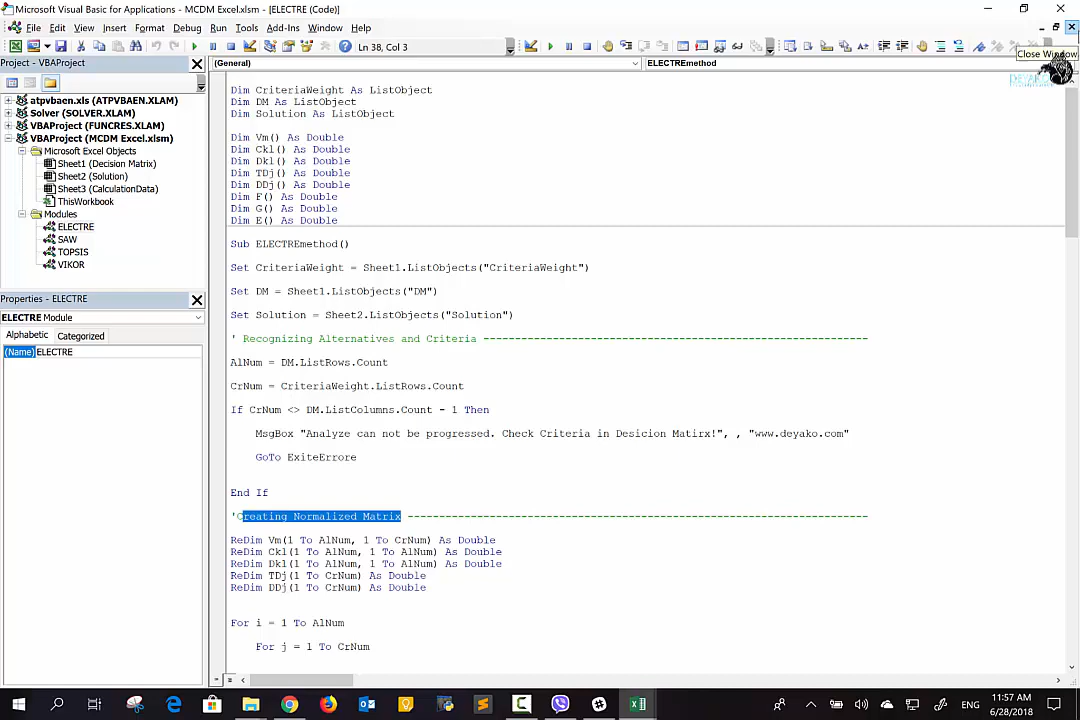 Microsoft Visual Basic for Applications - MCDM Excel.xlsm - [ELECTRE (Code)]
File Edit View Insert Format Debug Run Tools Add-Ins Window Help
Ln 38, Col 3
Close Window
Project - VBAProject
(General)
ELECTREmethod
DEYAKO
atpvbaen.xls (ATPVBAEN.XLAM)
Solver (SOLVER.XLAM)
VBAProject (FUNCRES.XLAM)
VBAProject (MCDM Excel.xlsm)
Microsoft Excel Objects
Sheet1 (Decision Matrix)
Sheet2 (Solution)
Sheet3 (CalculationData)
ThisWorkbook
Modules
ELECTRE
SAW
TOPSIS
VIKOR
Properties - ELECTRE
ELECTRE Module
Alphabetic Categorized
(Name) ELECTRE
Dim CriteriaWeight As ListObject
Dim DM As ListObject
Dim Solution As ListObject
Dim Vm() As Double
Dim Ckl() As Double
Dim Dkl() As Double
Dim TDj() As Double
Dim DDj() As Double
Dim F() As Double
Dim G() As Double
Dim E() As Double
Sub ELECTREmethod()
Set CriteriaWeight = Sheet1.ListObjects("CriteriaWeight")
Set DM = Sheet1.ListObjects("DM")
Set Solution = Sheet2.ListObjects("Solution")
' Recognizing Alternatives and Criteria -------------------------------------------------------------
AlNum = DM.ListRows.Count
CrNum = CriteriaWeight.ListRows.Count
If CrNum <> DM.ListColumns.Count - 1 Then
MsgBox "Analyze can not be progressed. Check Criteria in Desicion Matirx!", , "www.deyako.com"
GoTo ExiteErrore
End If
'Creating Normalized Matrix -------------------------------------------------------------------------
ReDim Vm(1 To AlNum, 1 To CrNum) As Double
ReDim Ckl(1 To AlNum, 1 To AlNum) As Double
ReDim Dkl(1 To AlNum, 1 To AlNum) As Double
ReDim TDj(1 To CrNum) As Double
ReDim DDj(1 To CrNum) As Double
For i = 1 To AlNum
For j = 1 To CrNum
ENG
11:57 AM
6/28/2018